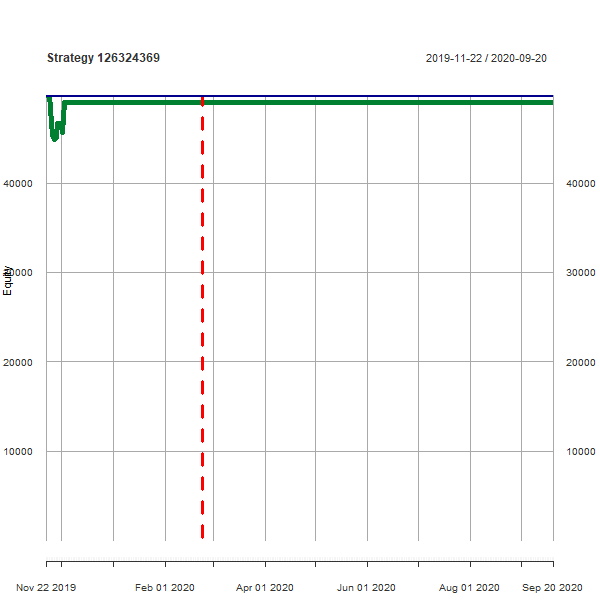 Strategy 126324369
2019-11-22 / 2020-09-20
40000
40000
Equity
30000
30000
20000
20000
10000
10000
Nov 22 2019
Feb 01 2020
Apr 01 2020
Jun 01 2020
Aug 01 2020
Sep 20 2020